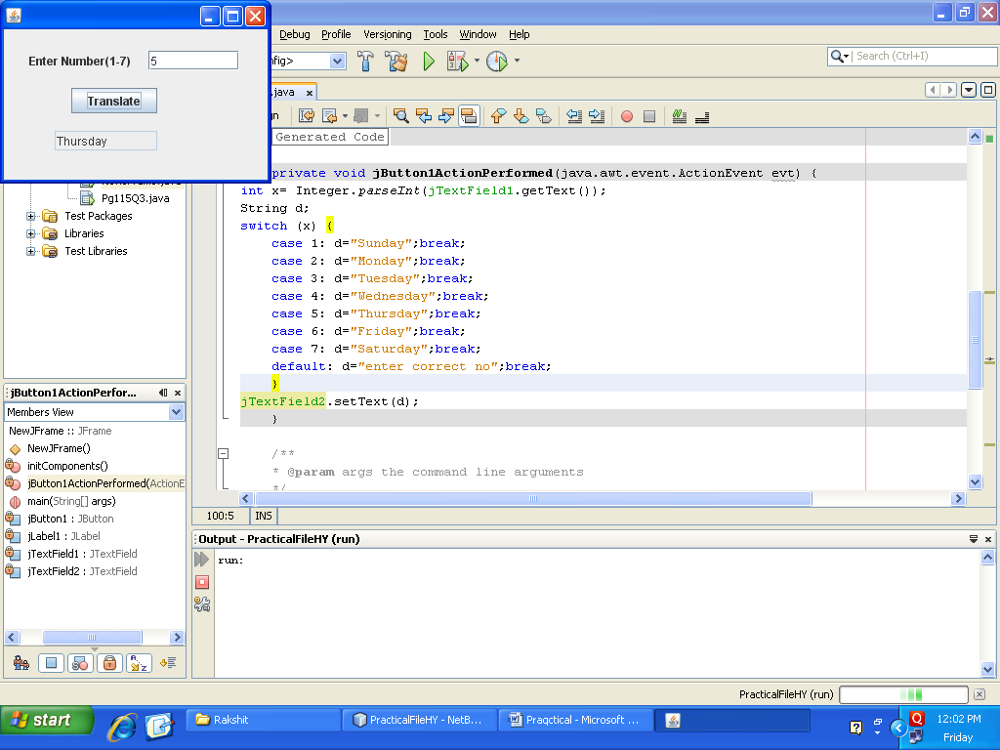 Debug Profile Versioning Tools Window Help
Enter Number(1-7) 5
fig>
Search (Ctrl+I)
Translate
.java
Thursday
Generated Code
private void jButton1ActionPerformed(java.awt.event.ActionEvent evt) {
int x= Integer.parseInt(jTextField1.getText());
String d;
switch (x) {
case 1: d="Sunday";break;
case 2: d="Monday";break;
case 3: d="Tuesday";break;
case 4: d="Wednesday";break;
case 5: d="Thursday";break;
case 6: d="Friday";break;
case 7: d="Saturday";break;
default: d="enter correct no";break;
}
jTextField2.setText(d);
}
/**
* @param args the command line arguments
*/
100:5 INS
Pg115Q3.java
Test Packages
Libraries
Test Libraries
jButton1ActionPerfor...
Members View
NewJFrame :: JFrame
NewJFrame()
initComponents()
jButton1ActionPerformed(ActionE
main(String[] args)
jButton1 : JButton
jLabel1 : JLabel
jTextField1 : JTextField
jTextField2 : JTextField
Output - PracticalFileHY (run)
run:
PracticalFileHY (run)
start
Rakshit
PracticalFileHY - NetB...
Praqctical - Microsoft ...
12:02 PM
Friday